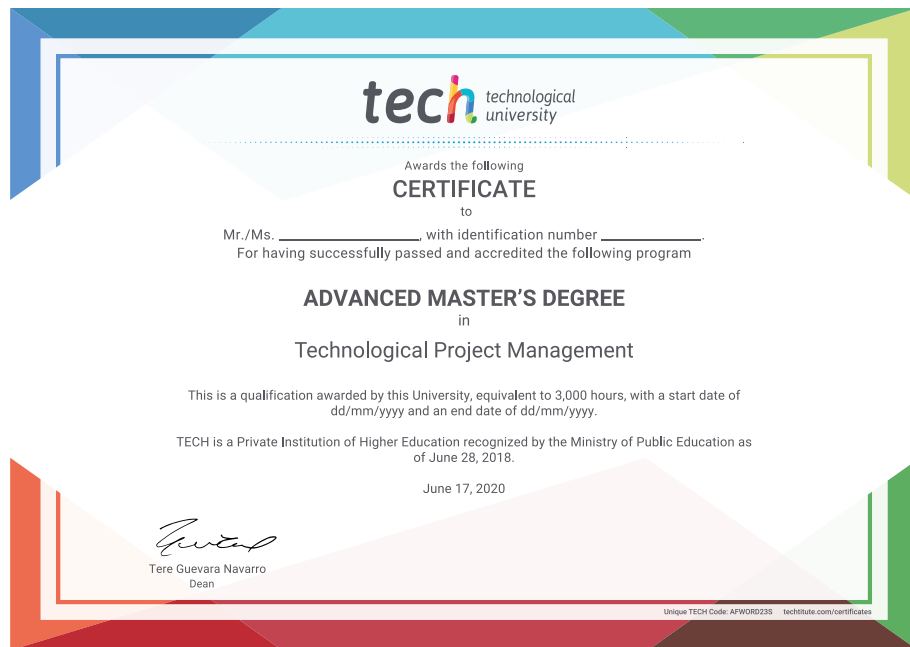 tech technological
university
Awards the following
CERTIFICATE
to
Mr./Ms. ________________, with identification number ____________.
For having successfully passed and accredited the following program
ADVANCED MASTER'S DEGREE
in
Technological Project Management
This is a qualification awarded by this University, equivalent to 3,000 hours, with a start date of
dd/mm/yyyy and an end date of dd/mm/yyyy.
TECH is a Private Institution of Higher Education recognized by the Ministry of Public Education as
of June 28, 2018.
June 17, 2020
Tere Guevara Navarro
Dean
Unique TECH Code: AFWORD23S techtitute.com/certificates